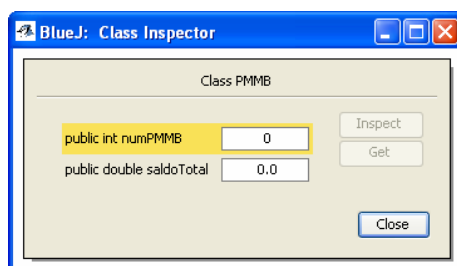 BlueJ: Class Inspector
Class PMMB
public int numPMMB 0
Inspect
public double saldoTotal 0.0
Get
Close